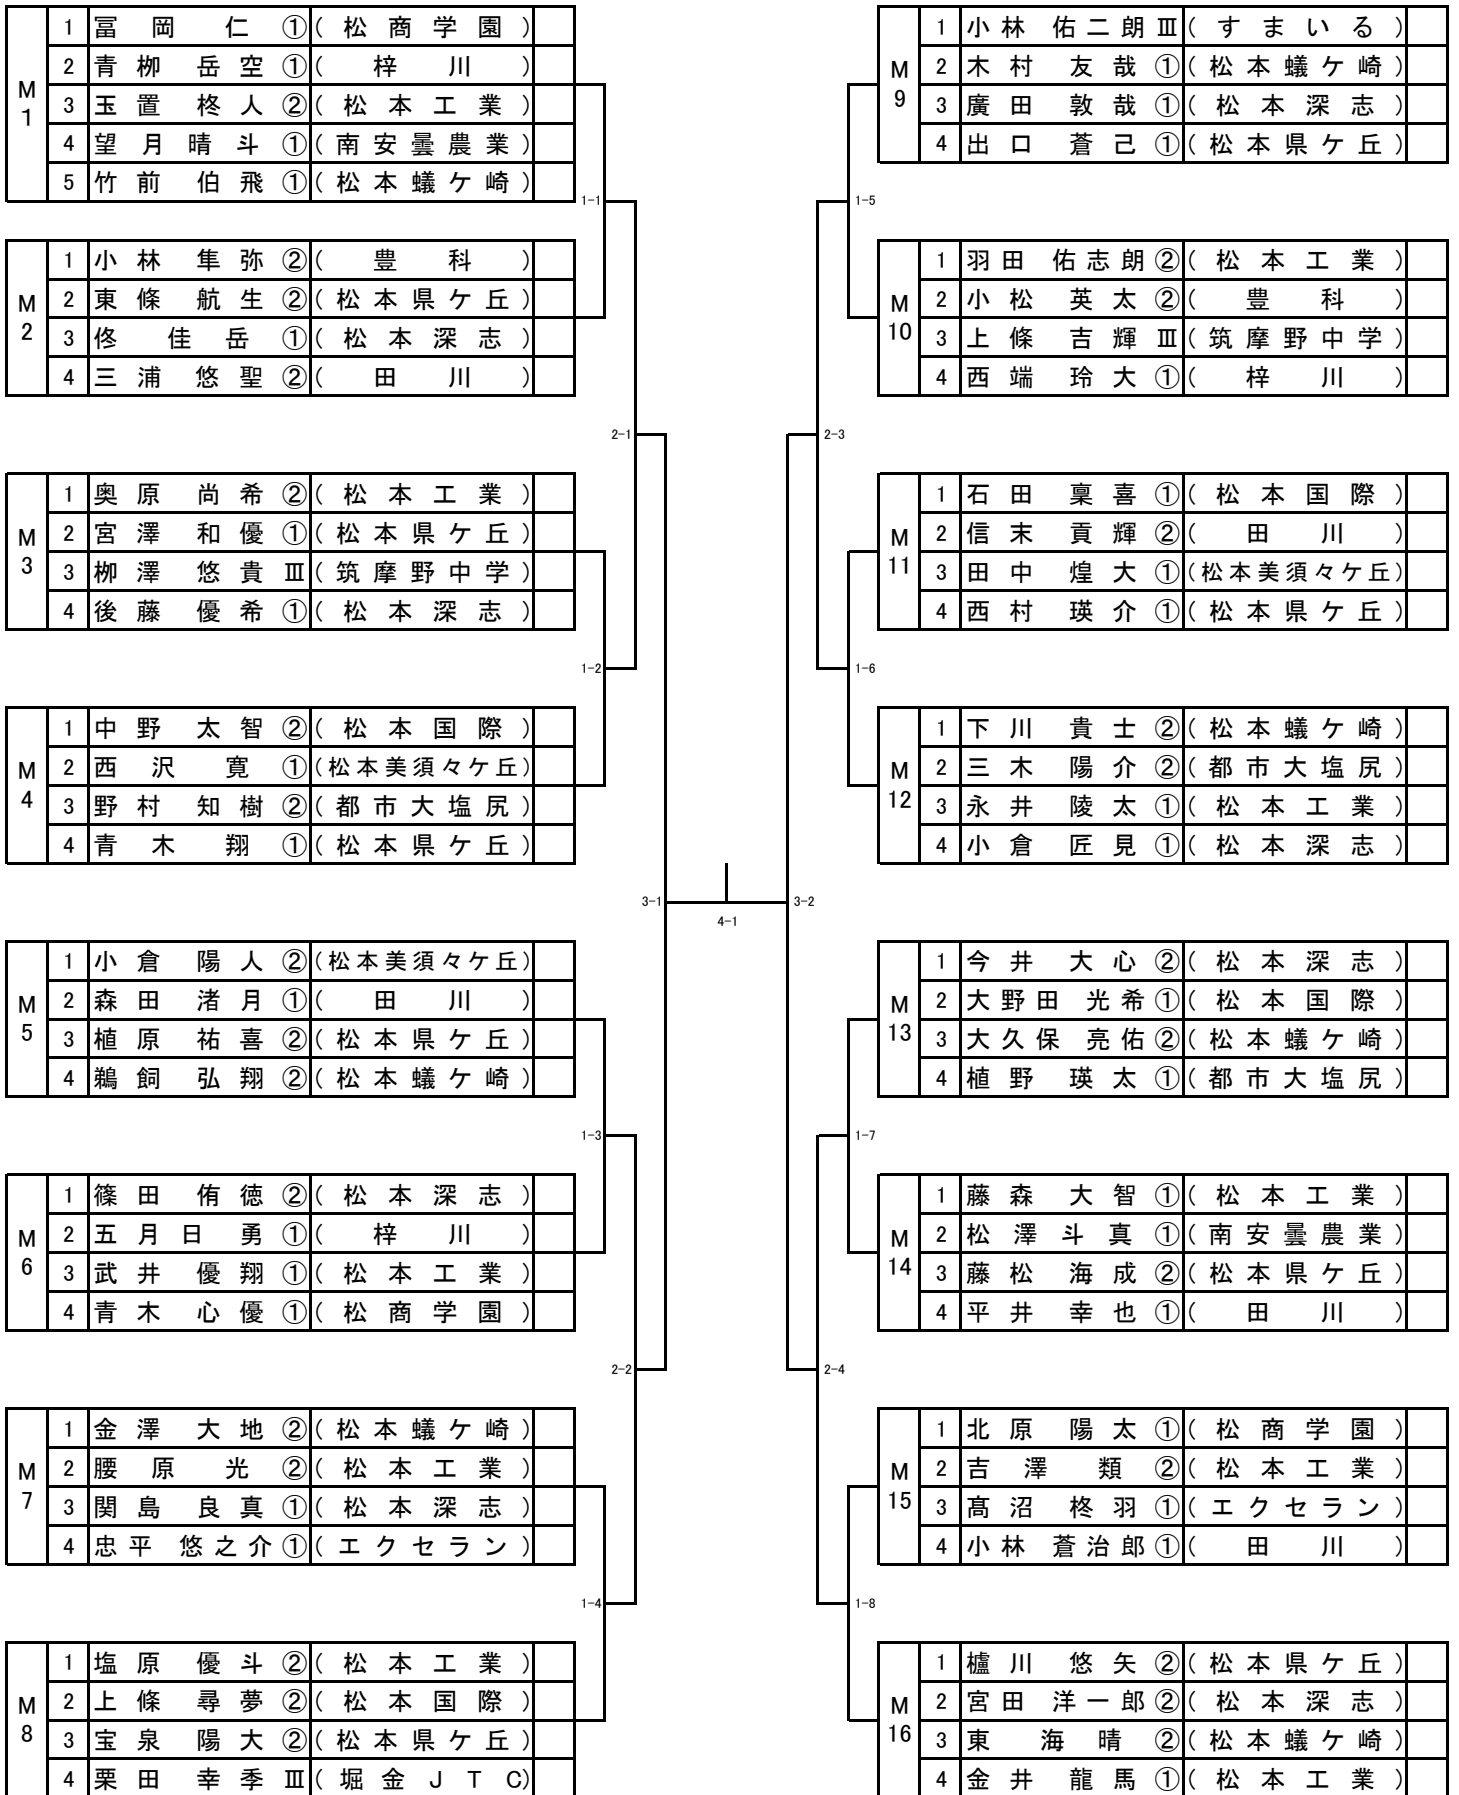 M1
1 冨岡 仁 ① (松商学園)
2 青栁 岳空 ① (梓川)
3 玉置 柊人 ② (松本工業)
4 望月晴斗 ① (南安曇農業)
5 竹前 伯飛 ① (松本蟻ケ崎)
1-1
M2
1 小林 隼弥 ② (豊科)
2 東條 航生 ② (松本県ケ丘)
3 佟 佳岳 ① (松本深志)
4 三浦 悠聖 ② (田川)
2-1
M3
1 奥原 尚希 ② (松本工業)
2 宮澤 和優 ① (松本県ケ丘)
3 栁澤 悠貴 Ⅲ (筑摩野中学)
4 後藤 優希 ① (松本深志)
1-2
M4
1 中野 太智 ② (松本国際)
2 西沢 寛 ① (松本美須々ケ丘)
3 野村 知樹 ② (都市大塩尻)
4 青木 翔 ① (松本県ケ丘)
3-1
4-1
M5
1 小倉 陽人 ② (松本美須々ケ丘)
2 森田 渚月 ① (田川)
3 植原 祐喜 ② (松本県ケ丘)
4 鵜飼 弘翔 ② (松本蟻ケ崎)
1-3
M6
1 篠田 侑徳 ② (松本深志)
2 五月日 勇 ① (梓川)
3 武井 優翔 ① (松本工業)
4 青木 心優 ① (松商学園)
2-2
M7
1 金澤 大地 ② (松本蟻ケ崎)
2 腰原 光 ② (松本工業)
3 関島 良真 ① (松本深志)
4 忠平 悠之介 ① (エクセラン)
1-4
M8
1 塩原 優斗 ② (松本工業)
2 上條 尋夢 ② (松本国際)
3 宝泉 陽大 ② (松本県ケ丘)
4 栗田 幸季 Ⅲ (堀金JTC)
M9
1 小林 佑二朗 Ⅲ (すまいる)
2 木村 友哉 ① (松本蟻ケ崎)
3 廣田 敦哉 ① (松本深志)
4 出口 蒼己 ① (松本県ケ丘)
1-5
M10
1 羽田 佑志朗 ② (松本工業)
2 小松 英太 ② (豊科)
3 上條 吉輝 Ⅲ (筑摩野中学)
4 西端 玲大 ① (梓川)
2-3
M11
1 石田 稟喜 ① (松本国際)
2 信末 貢輝 ② (田川)
3 田中 煌大 ① (松本美須々ケ丘)
4 西村 瑛介 ① (松本県ケ丘)
1-6
M12
1 下川 貴士 ② (松本蟻ケ崎)
2 三木 陽介 ② (都市大塩尻)
3 永井 陵太 ① (松本工業)
4 小倉 匠見 ① (松本深志)
3-2
M13
1 今井 大心 ② (松本深志)
2 大野田 光希 ① (松本国際)
3 大久保 亮佑 ② (松本蟻ケ崎)
4 植野 瑛太 ① (都市大塩尻)
1-7
M14
1 藤森 大智 ① (松本工業)
2 松澤斗真 ① (南安曇農業)
3 藤松 海成 ② (松本県ケ丘)
4 平井 幸也 ① (田川)
2-4
M15
1 北原 陽太 ① (松商学園)
2 吉澤 類 ② (松本工業)
3 髙沼 柊羽 ① (エクセラン)
4 小林 蒼治郎 ① (田川)
1-8
M16
1 櫨川 悠矢 ② (松本県ケ丘)
2 宮田 洋一郎 ② (松本深志)
3 東 海晴 ② (松本蟻ケ崎)
4 金井 龍馬 ① (松本工業)